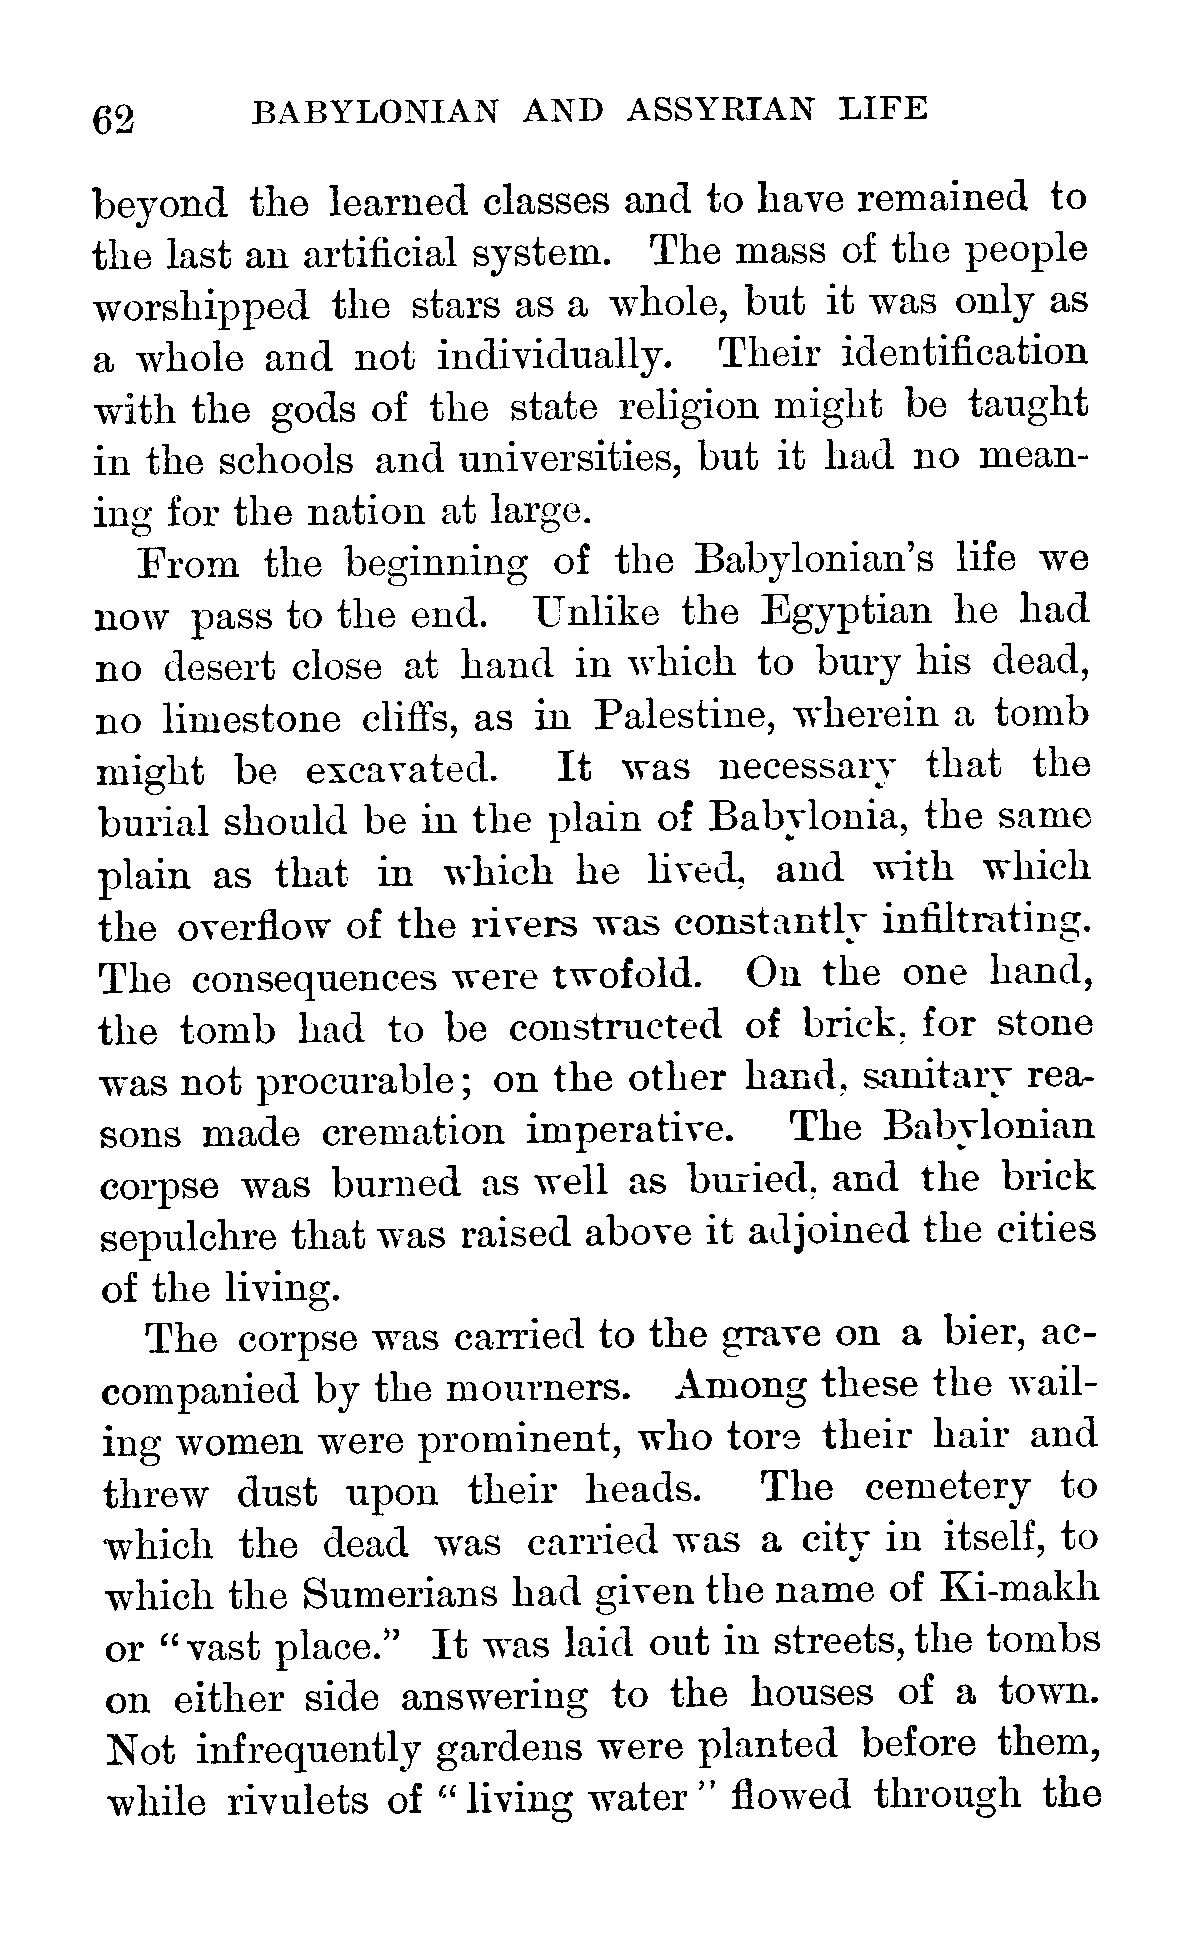 62 BABYLONIAN AND ASSYRIAN LIFE
beyond the learned classes and to have remained to
the last an artificial system. The mass of the people
worshipped the stars as a whole, but it was only as
a whole and not individually. Their identification
with the gods of the state religion might be taught
in the schools and universities, but it had no mean-
ing for the nation at large.
From the beginning of the Babylonian's life we
now pass to the end. Unlike the Egyptian he had
no desert close at hand in which to bury his dead,
no limestone cliffs, as in Palestine, wherein a tomb
might be excavated. It was necessary that the
burial should be in the plain of Babylonia, the same
plain as that in which he lived, and with which
the overflow of the rivers was constantly infiltrating.
The consequences were twofold. On the one hand,
the tomb had to be constructed of brick, for stone
was not procurable; on the other hand, sanitary rea-
sons made cremation imperative. The Babylonian
corpse was burned as well as buried, and the brick
sepulchre that was raised above it adjoined the cities
of the living.
The corpse was carried to the grave on a bier, ac-
companied by the mourners. Among these the wail-
ing women were prominent, who tore their hair and
threw dust upon their heads. The cemetery to
which the dead was carried was a city in itself, to
which the Sumerians had given the name of Ki-makh
or "vast place." It was laid out in streets, the tombs
on either side answering to the houses of a town.
Not infrequently gardens were planted before them,
while rivulets of "living water" flowed through the